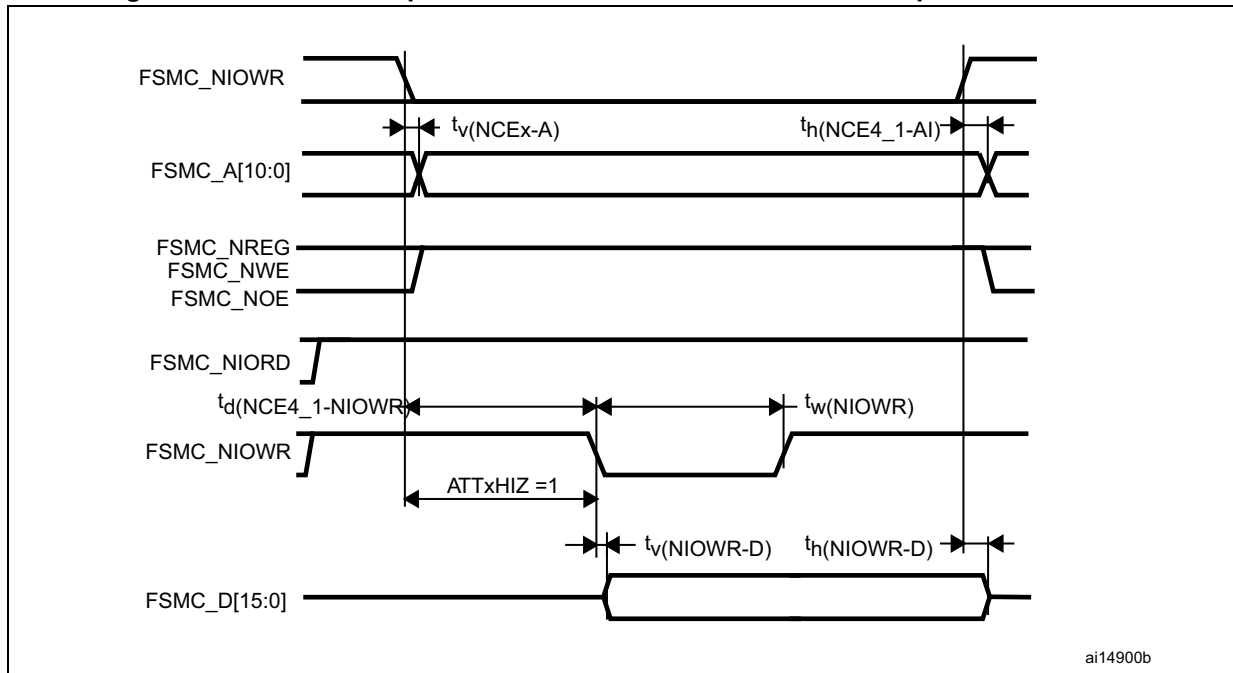 FSMC_NIOWR
tv(NCEx-A)
th(NCE4_1-AI)
FSMC_A[10:0]
FSMC_NREG
FSMC_NWE
FSMC_NOE
FSMC_NIORD
td(NCE4_1-NIOWR)
tw(NIOWR)
FSMC_NIOWR
ATTxHIZ =1
tv(NIOWR-D)
th(NIOWR-D)
FSMC_D[15:0]
ai14900b